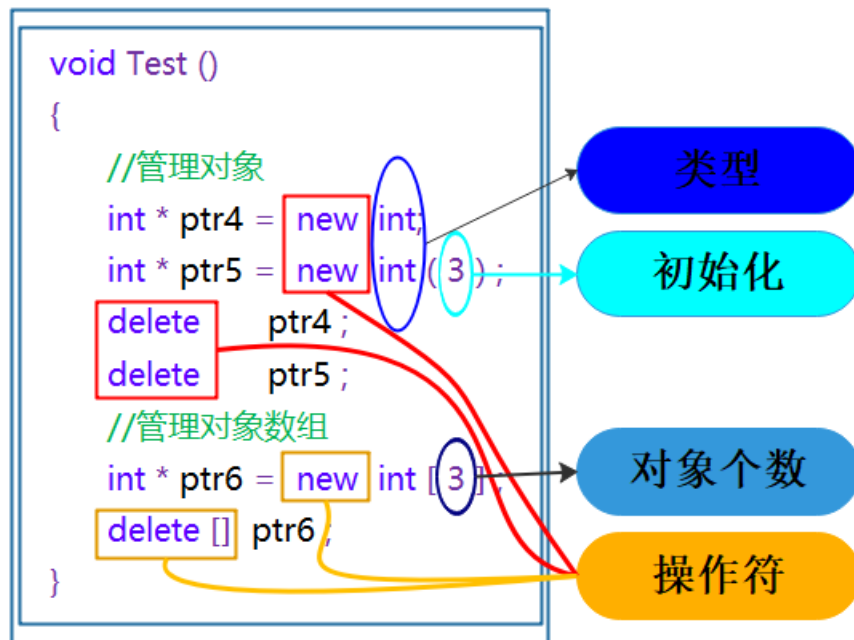 void Test ()
{
//管理对象
int * ptr4 = new int;
int * ptr5 = new int ( 3 ) ;
delete ptr4 ;
delete ptr5 ;
//管理对象数组
int * ptr6 = new int [ 3 ] ;
delete [] ptr6 ;
}
类型
初始化
对象个数
操作符